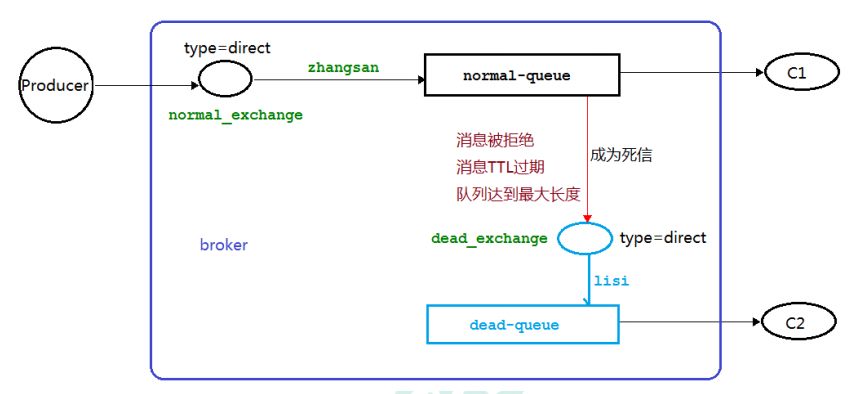 type=direct
zhangsan
normal-queue
C1
Producer
normal_exchange
消息被拒绝
消息TTL过期
队列达到最大长度
成为死信
broker
dead_exchange
type=direct
lisi
dead-queue
C2